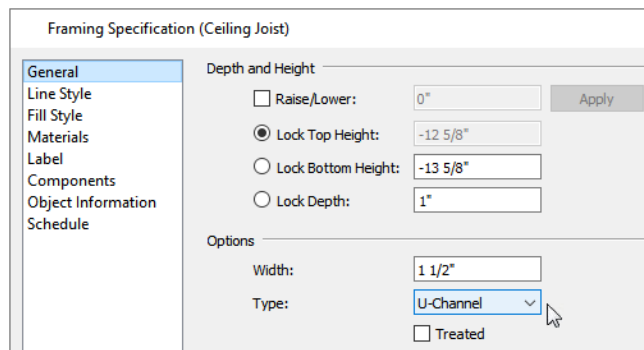 Framing Specification (Ceiling Joist)
General
Line Style
Fill Style
Materials
Label
Components
Object Information
Schedule
Depth and Height
Raise/Lower: 0" Apply
Lock Top Height: -12 5/8"
Lock Bottom Height: -13 5/8"
Lock Depth: 1"
Options
Width: 1 1/2"
Type: U-Channel
Treated